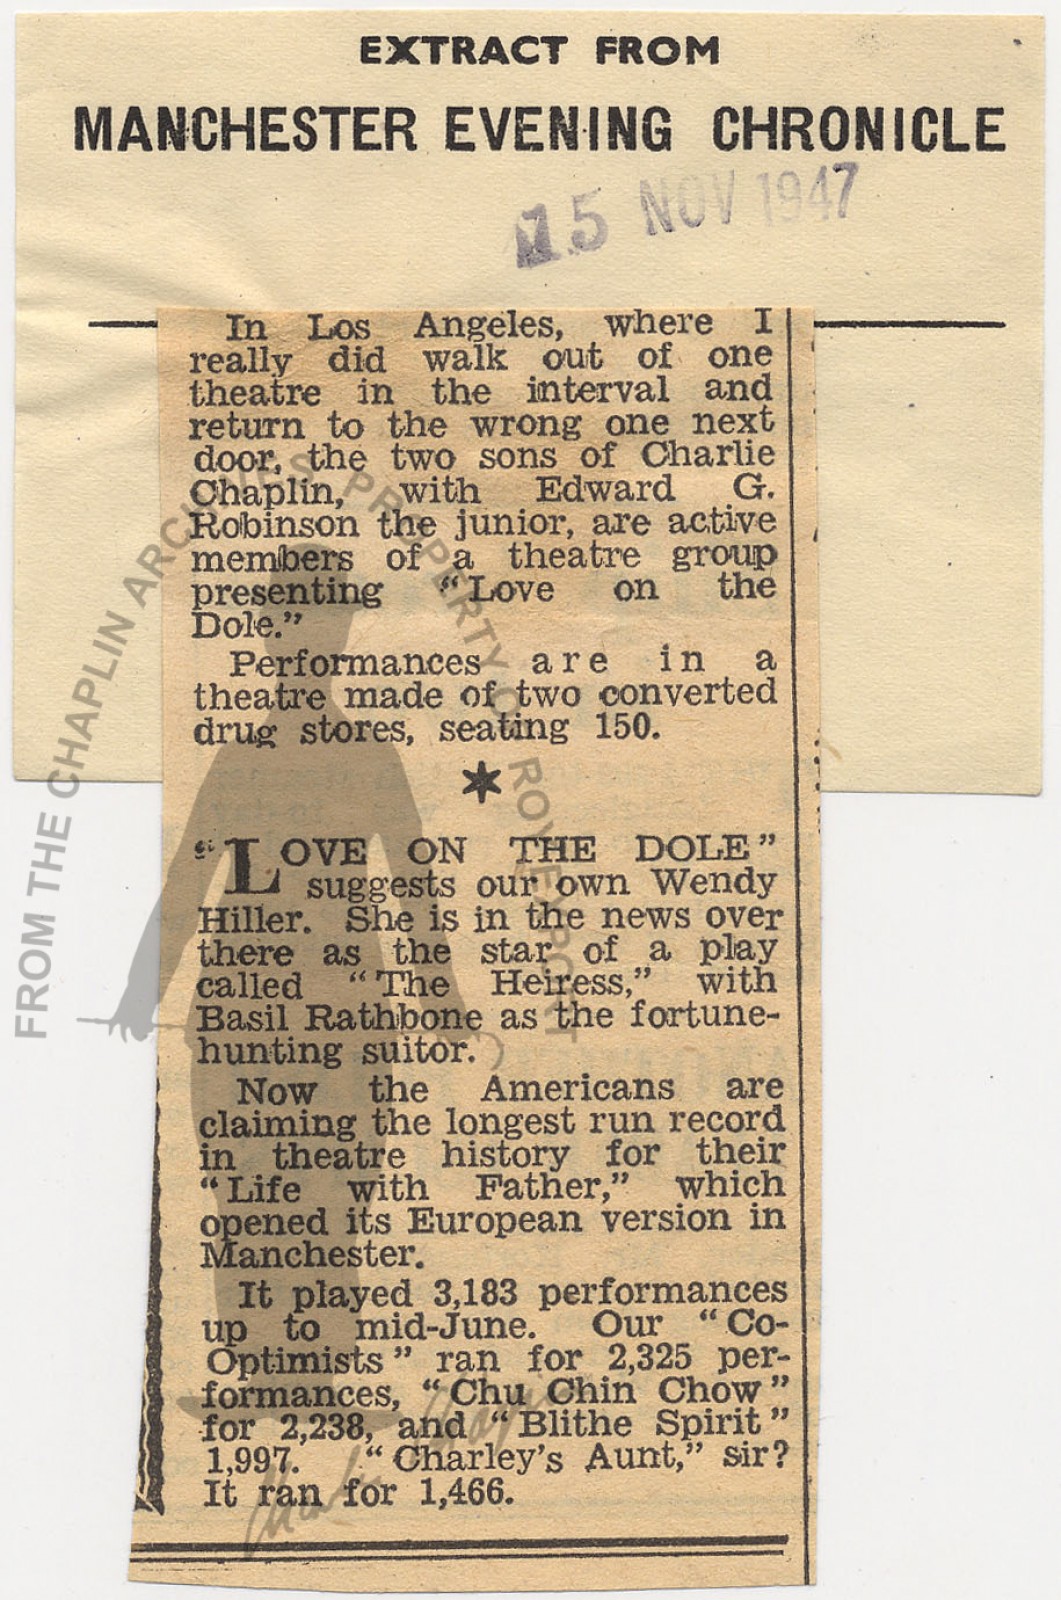 EXTRACT FROM
MANCHESTER EVENING CHRONICLE
15 NOV 1947
In Los Angeles, where I
really did walk out of one
theatre in the interval and
return to the wrong one next
door, the two sons of Charlie
Chaplin, with Edward G.
Robinson the junior, are active
members of a theatre group
presenting "Love on the
Dole."
Performances are in a
theatre made of two converted
drug stores, seating 150.
"LOVE ON THE DOLE"
suggests our own Wendy
Hiller. She is in the news over
there as the star of a play
called "The Heiress," with
Basil Rathbone as the fortune-
hunting suitor.
Now the Americans are
claiming the longest run record
in theatre history for their
"Life with Father," which
opened its European version in
Manchester.
It played 3,183 performances
up to mid-June. Our "Co-
Optimists" ran for 2,325 per-
formances, "Chu Chin Chow"
for 2,238, and "Blithe Spirit"
1,997. "Charley's Aunt," sir?
It ran for 1,466.
FROM THE CHAPLIN ARCHIVES PROPERTY OF ROY EXPORT
Charlie Chaplin